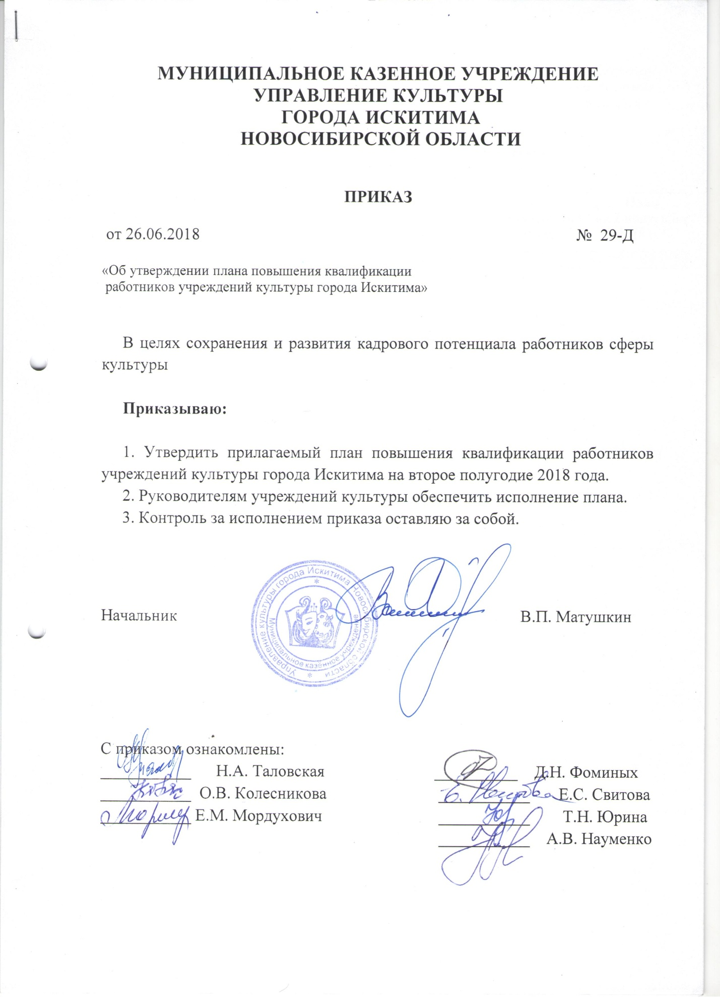 МУНИЦИПАЛЬНОЕ КАЗЕННОЕ УЧРЕЖДЕНИЕ
УПРАВЛЕНИЕ КУЛЬТУРЫ
ГОРОДА ИСКИТИМА
НОВОСИБИРСКОЙ ОБЛАСТИ
ПРИКАЗ
от 26.06.2018 № 29-Д
«Об утверждении плана повышения квалификации
работников учреждений культуры города Искитима»
В целях сохранения и развития кадрового потенциала работников сферы
культуры
Приказываю:
1. Утвердить прилагаемый план повышения квалификации работников
учреждений культуры города Искитима на второе полугодие 2018 года.
2. Руководителям учреждений культуры обеспечить исполнение плана.
3. Контроль за исполнением приказа оставляю за собой.
Управление культуры города Искитима Новосибирской области
Муниципальное казённое учреждение
Начальник В.П. Матушкин
С приказом ознакомлены:
Н.А. Таловская Д.Н. Фоминых
О.В. Колесникова Е.С. Свитова
Е.М. Мордухович Т.Н. Юрина
А.В. Науменко